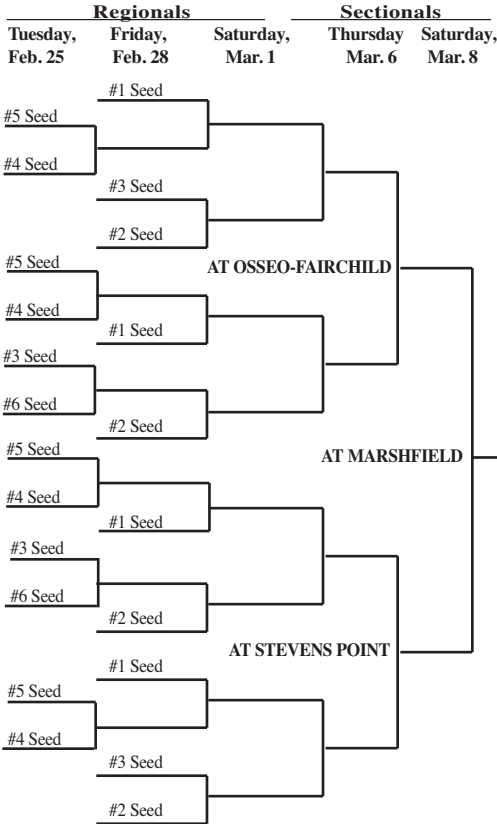 Regionals Sectionals
Tuesday, Friday, Saturday, Thursday Saturday,
Feb. 25 Feb. 28 Mar. 1 Mar. 6 Mar. 8
#1 Seed
#5 Seed
#4 Seed
#3 Seed
#2 Seed
#5 Seed
AT OSSEO-FAIRCHILD
#4 Seed
#1 Seed
#3 Seed
#6 Seed
#2 Seed
#5 Seed
AT MARSHFIELD
#4 Seed
#1 Seed
#3 Seed
#6 Seed
#2 Seed
AT STEVENS POINT
#1 Seed
#5 Seed
#4 Seed
#3 Seed
#2 Seed